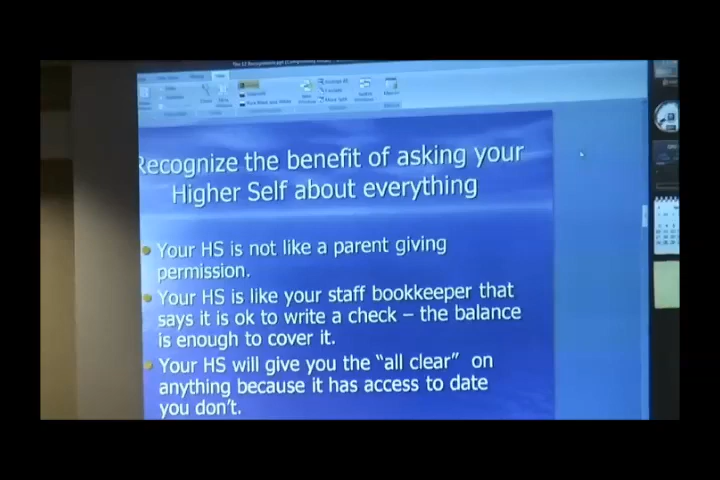 Recognize the benefit of asking your
Higher Self about everything
Your HS is not like a parent giving
permission.
Your HS is like your staff bookkeeper that
says it is ok to write a check – the balance
is enough to cover it.
Your HS will give you the “all clear” on
anything because it has access to date
you don’t.